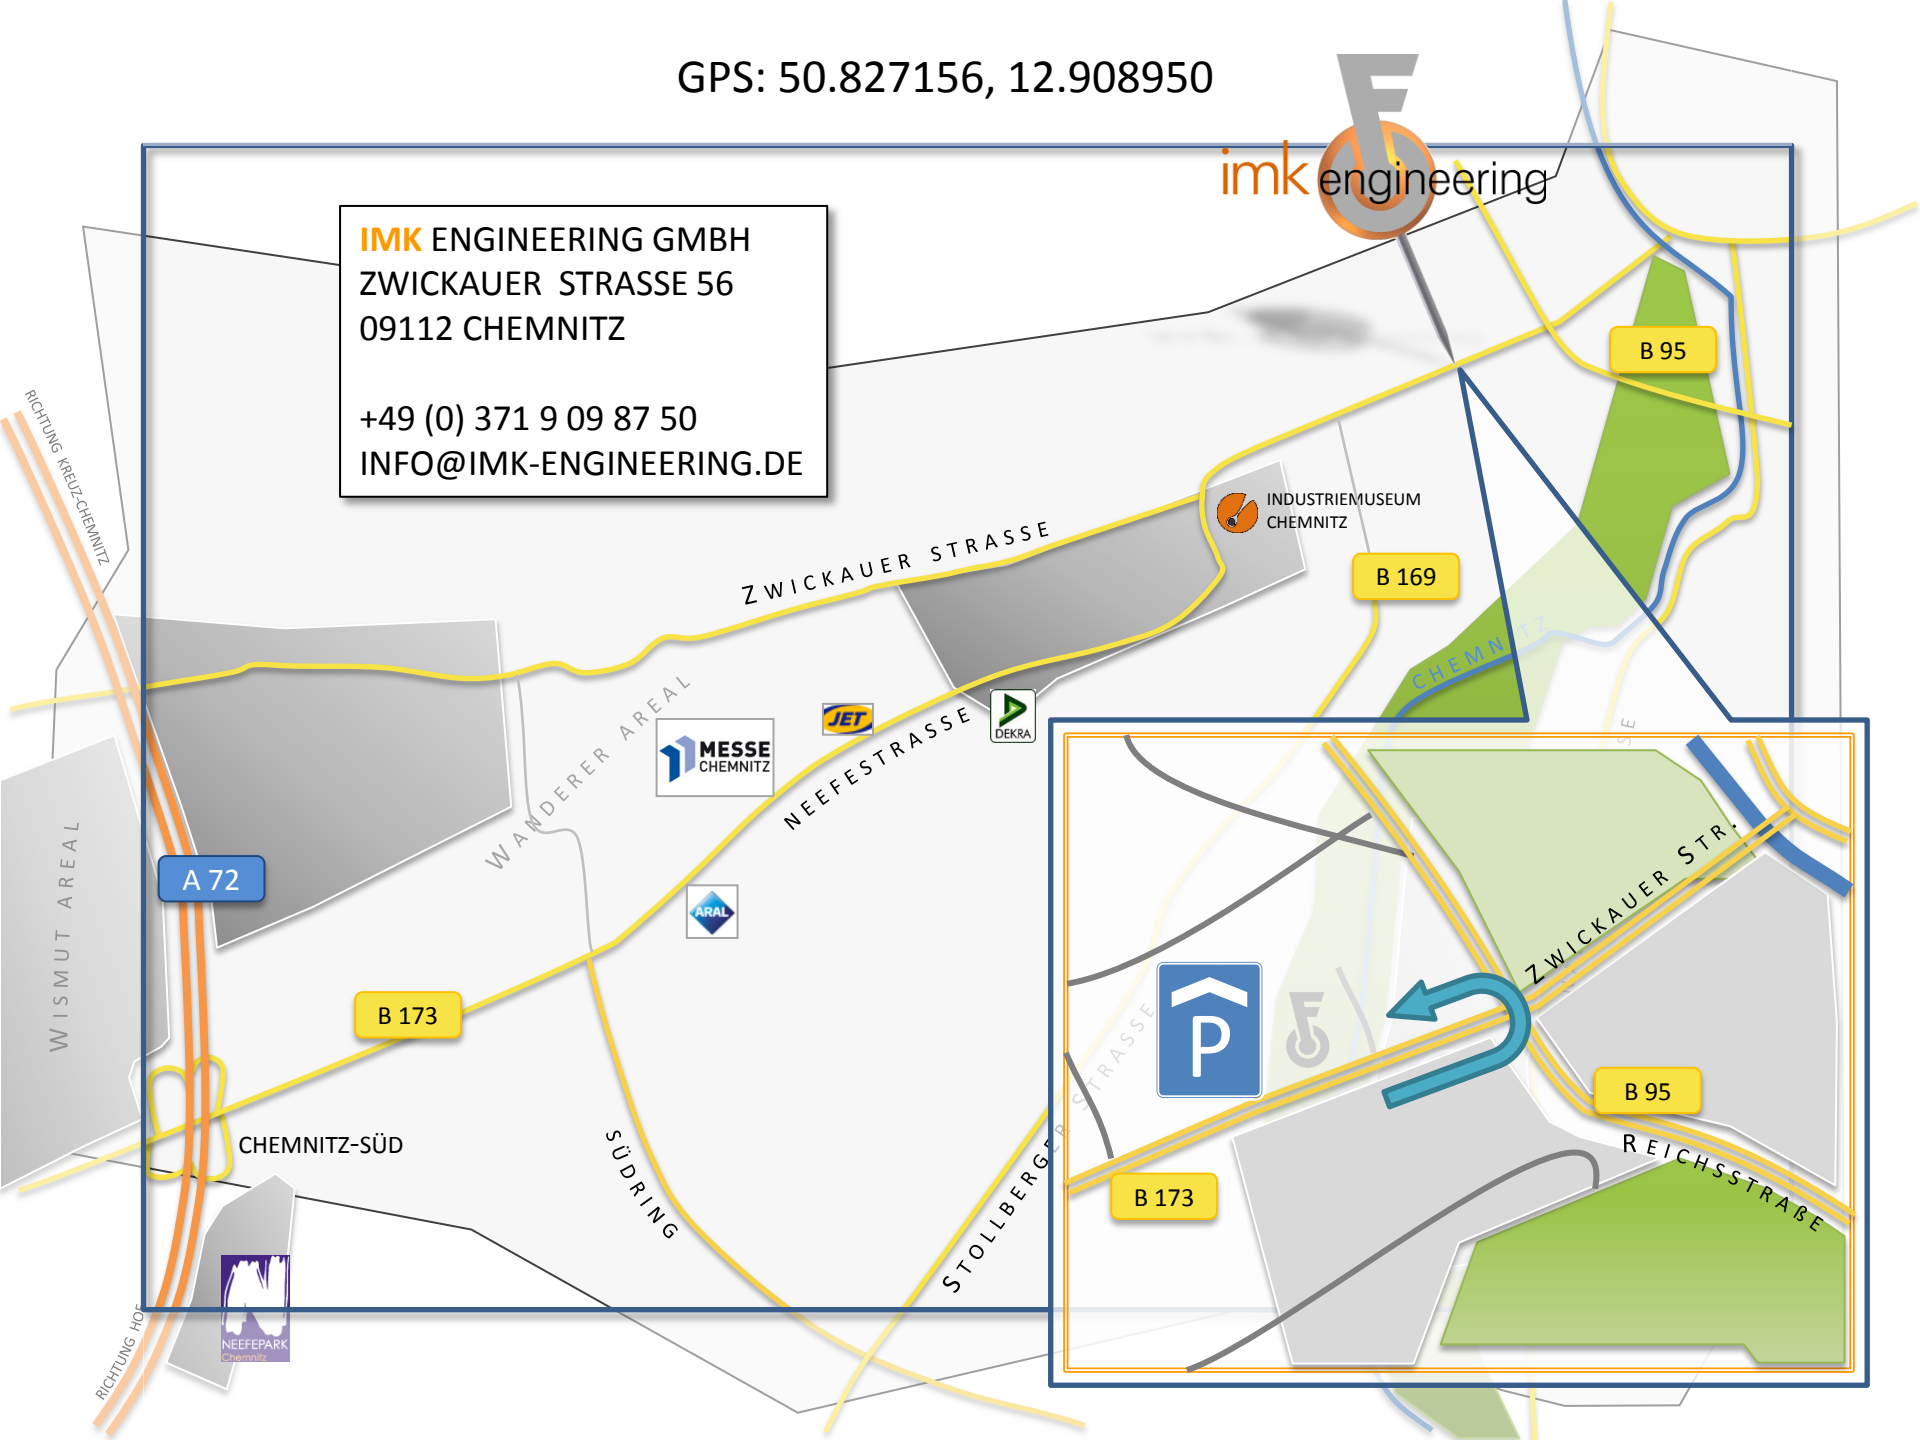 GPS: 50.827156, 12.908950
imk engineering
IMK ENGINEERING GMBH
ZWICKAUER STRASSE 56
09112 CHEMNITZ
+49 (0) 371 9 09 87 50
INFO@IMK-ENGINEERING.DE
B 95
RICHTUNG KREUZ-CHEMNITZ
INDUSTRIEMUSEUM
CHEMNITZ
ZWICKAUER STRASSE
B 169
CHEMNITZ
WANDERER AREAL
MESSE
CHEMNITZ
JET
DEKRA
NEEFESTRASSE
WISMUT AREAL
A 72
ARAL
B 173
CHEMNITZ-SÜD
SÜDRING
STOLLBERGER STRASSE
RICHTUNG HOF
NEEFEPARK
Chemnitz
SE
ZWICKAUER STR.
P
B 95
REICHSSTRAßE
B 173